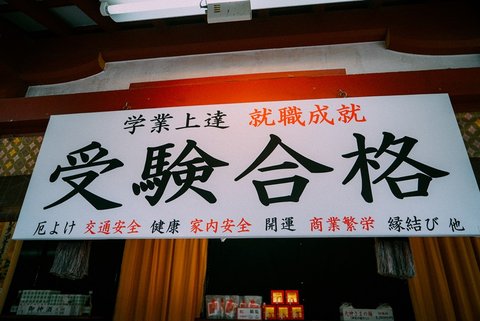 学業上達 就職成就
受験合格
厄よけ 交通安全 健康 家内安全 開運 商業繁栄 縁結び 他